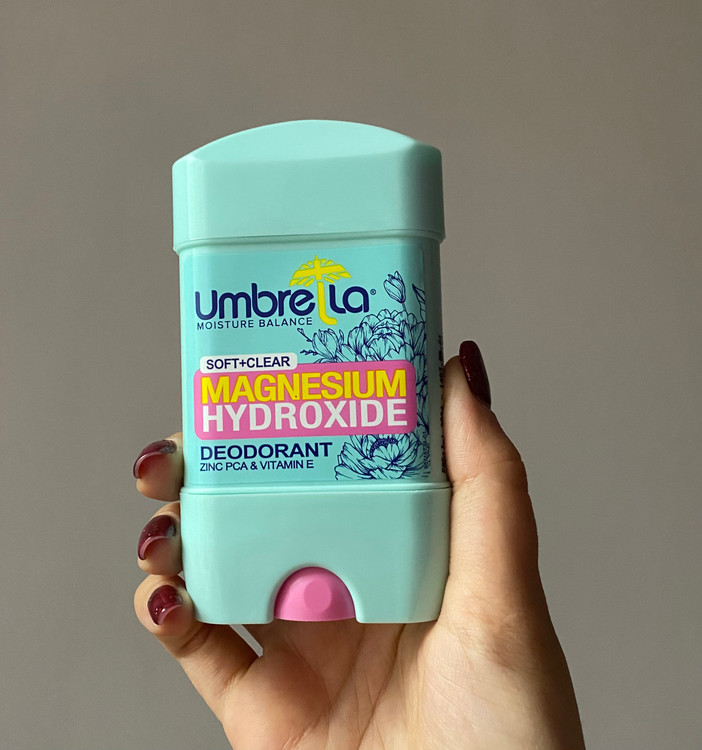 Umbrella®
MOISTURE BALANCE
SOFT+CLEAR
MAGNESIUM
HYDROXIDE
DEODORANT
ZINC PCA & VITAMIN E